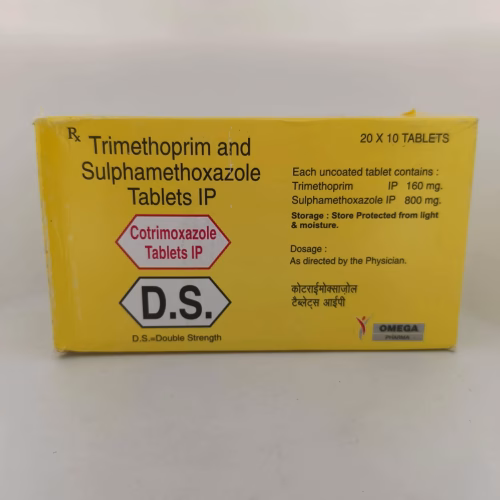 Rx Trimethoprim and
Sulphamethoxazole
Tablets IP
Cotrimoxazole
Tablets IP
D.S.
D.S.=Double Strength
20 X 10 TABLETS
Each uncoated tablet contains :
Trimethoprim IP 160 mg.
Sulphamethoxazole IP 800 mg.
Storage : Store Protected from light
& moisture.
Dosage :
As directed by the Physician.
कोटराईमोक्साज़ोल
टैब्लेट्स आईपी
OMEGA
PHARMA